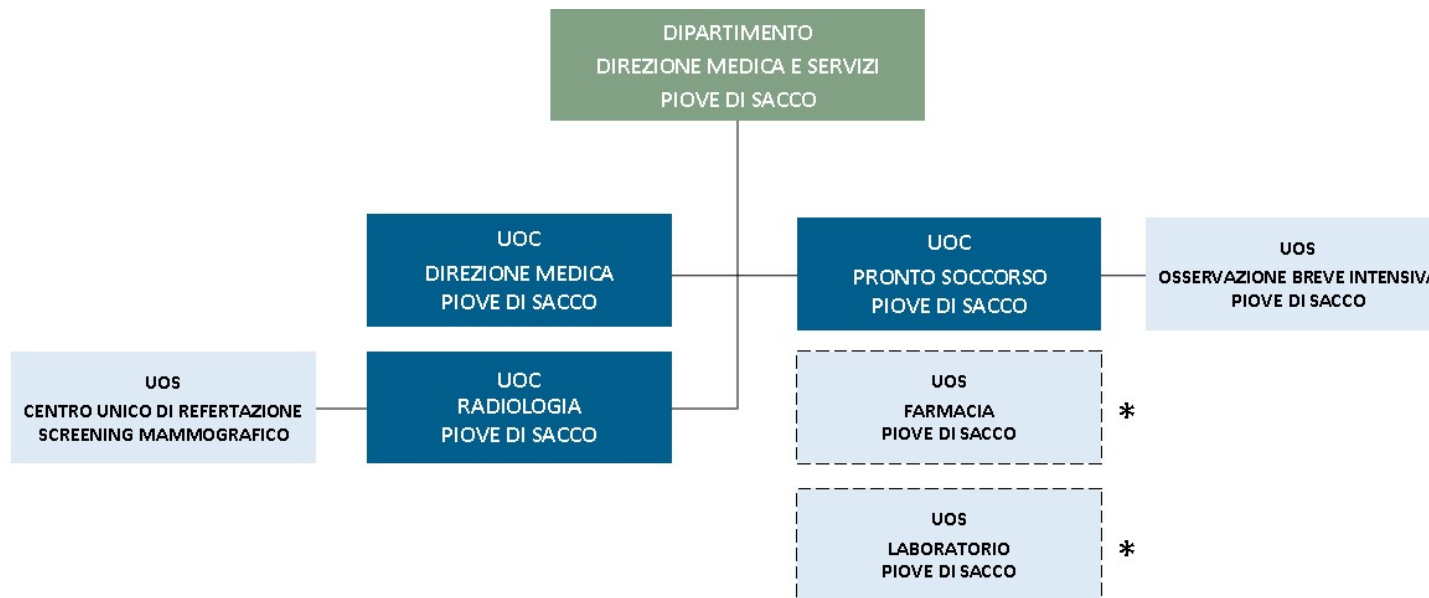 DIPARTIMENTO
DIREZIONE MEDICA E SERVIZI
PIOVE DI SACCO
UOC
DIREZIONE MEDICA
PIOVE DI SACCO
UOC
PRONTO SOCCORSO
PIOVE DI SACCO
UOS
OSSERVAZIONE BREVE INTENSIVA
PIOVE DI SACCO
UOS
CENTRO UNICO DI REFERTAZIONE
SCREENING MAMMOGRAFICO
UOC
RADIOLOGIA
PIOVE DI SACCO
UOS
FARMACIA
PIOVE DI SACCO
*
UOS
LABORATORIO
PIOVE DI SACCO
*